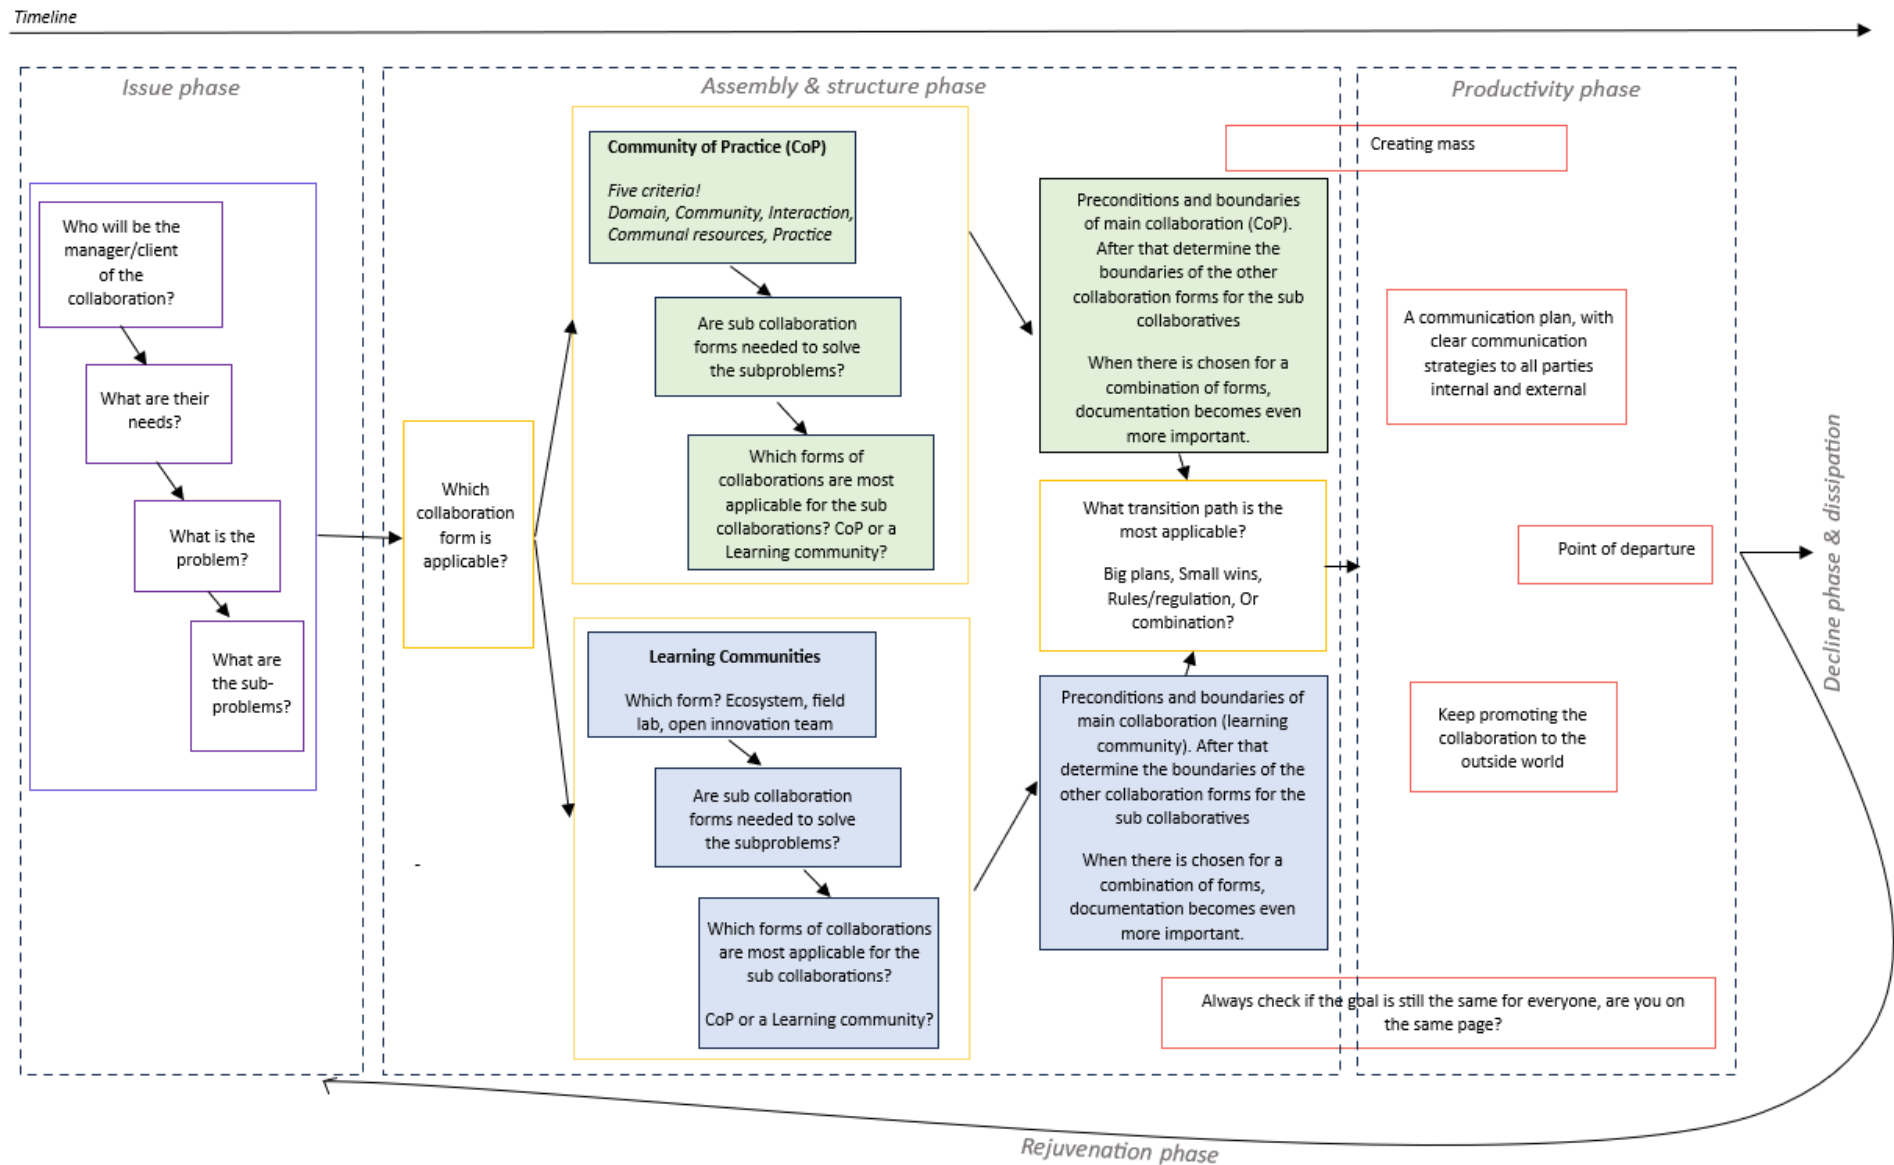 Timeline
Issue phase
Who will be the
manager/client
of the
collaboration?
What are their
needs?
What is the
problem?
What are
the sub-
problems?
Assembly & structure phase
Which
collaboration
form is
applicable?
-
Community of Practice (CoP)
Five criteria!
Domain, Community, Interaction,
Communal resources, Practice
Are sub collaboration
forms needed to solve
the subproblems?
Which forms of
collaborations are most
applicable for the sub
collaborations? CoP or a
Learning community?
Learning Communities
Which form? Ecosystem, field
lab, open innovation team
Are sub collaboration
forms needed to solve
the subproblems?
Which forms of collaborations
are most applicable for the
sub collaborations?
CoP or a Learning community?
Preconditions and boundaries
of main collaboration (CoP).
After that determine the
boundaries of the other
collaboration forms for the sub
collaboratives
When there is chosen for a
combination of forms,
documentation becomes even
more important.
What transition path is the
most applicable?
Big plans, Small wins,
Rules/regulation, Or
combination?
Preconditions and boundaries of
main collaboration (learning
community). After that
determine the boundaries of the
other collaboration forms for the
sub collaboratives
When there is chosen for a
combination of forms,
documentation becomes even
more important.
Productivity phase
Creating mass
A communication plan, with
clear communication
strategies to all parties
internal and external
Point of departure
Keep promoting the
collaboration to the
outside world
Always check if the goal is still the same for everyone, are you on
the same page?
Decline phase & dissipation
Rejuvenation phase